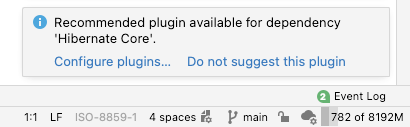 Recommended plugin available for dependency
'Hibernate Core'.
Configure plugins... Do not suggest this plugin
2 Event Log
1:1 LF ISO-8859-1 4 spaces main 782 of 8192M